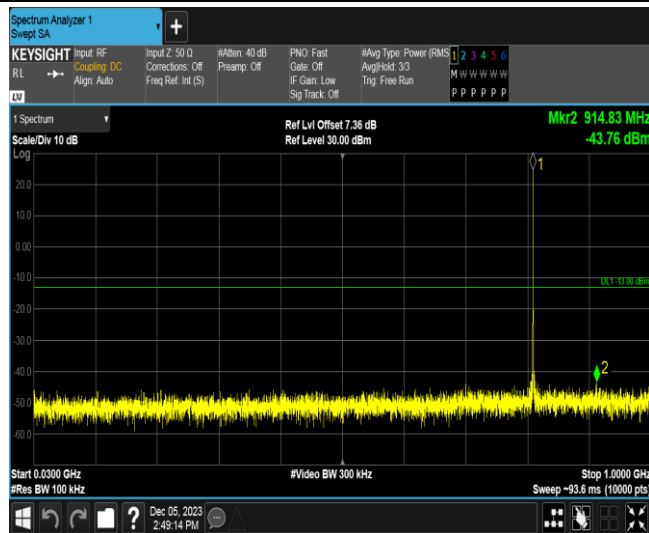 Spectrum Analyzer 1
Swept SA
KEYSIGHT
RL
Input: RF
Coupling: DC
Align: Auto
Input Z: 50 Ω
Corrections: Off
Freq Ref: Int (S)
#Atten: 40 dB
Preamp: Off
PNO: Fast
Gate: Off
IF Gain: Low
Sig Track: Off
#Avg Type: Power (RMS
Avg|Hold: 3/3
Trig: Free Run
1 2 3 4 5 6
M W W W W W
P P P P P P
1 Spectrum
Scale/Div 10 dB
Log
Ref Lvl Offset 7.36 dB
Ref Level 30.00 dBm
Mkr2 914.83 MHz
-43.76 dBm
1
20.0
10.0
0.00
-10.0
DL1 -13.00 dBm
-20.0
-30.0
-40.0
2
-50.0
-60.0
Start 0.0300 GHz
#Res BW 100 kHz
#Video BW 300 kHz
Stop 1.0000 GHz
Sweep ~93.6 ms (10000 pts)
?
Dec 05, 2023
2:49:14 PM